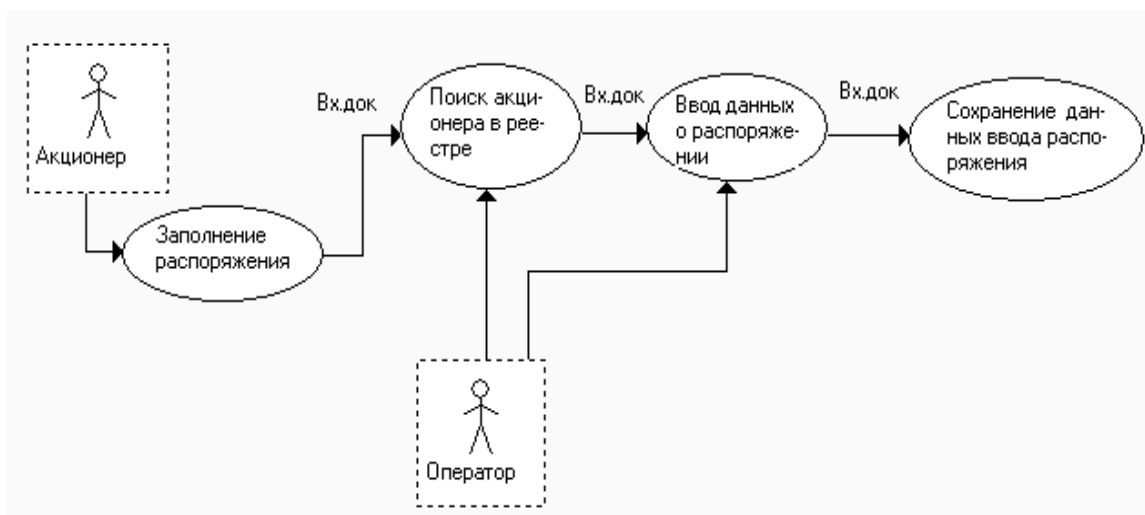 Акционер
Заполнение
распоряжения
Вх.док
Поиск акци-
онера в рее-
стре
Вх.док
Ввод данных
о распоряже-
нии
Вх.док
Сохранение дан-
ных ввода распо-
ряжения
Оператор